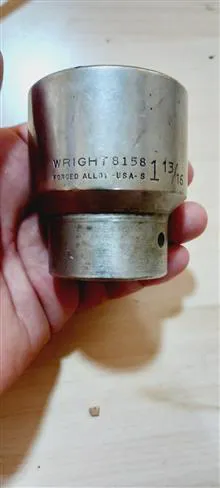 WRIGHT 8158 1 13/16
FORGED ALLOY-USA-S